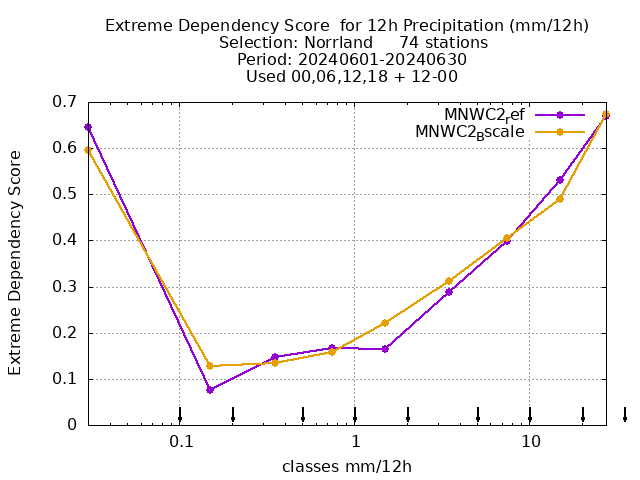 Extreme Dependency Score  for 12h Precipitation (mm/12h)
Selection: Norrland     74 stations
Period: 20240601-20240630
Used 00,06,12,18 + 12-00
MNWC2_ref
MNWC2_Bscale
Extreme Dependency Score
0.7
0.6
0.5
0.4
0.3
0.2
0.1
0
0.1 1 10
classes mm/12h